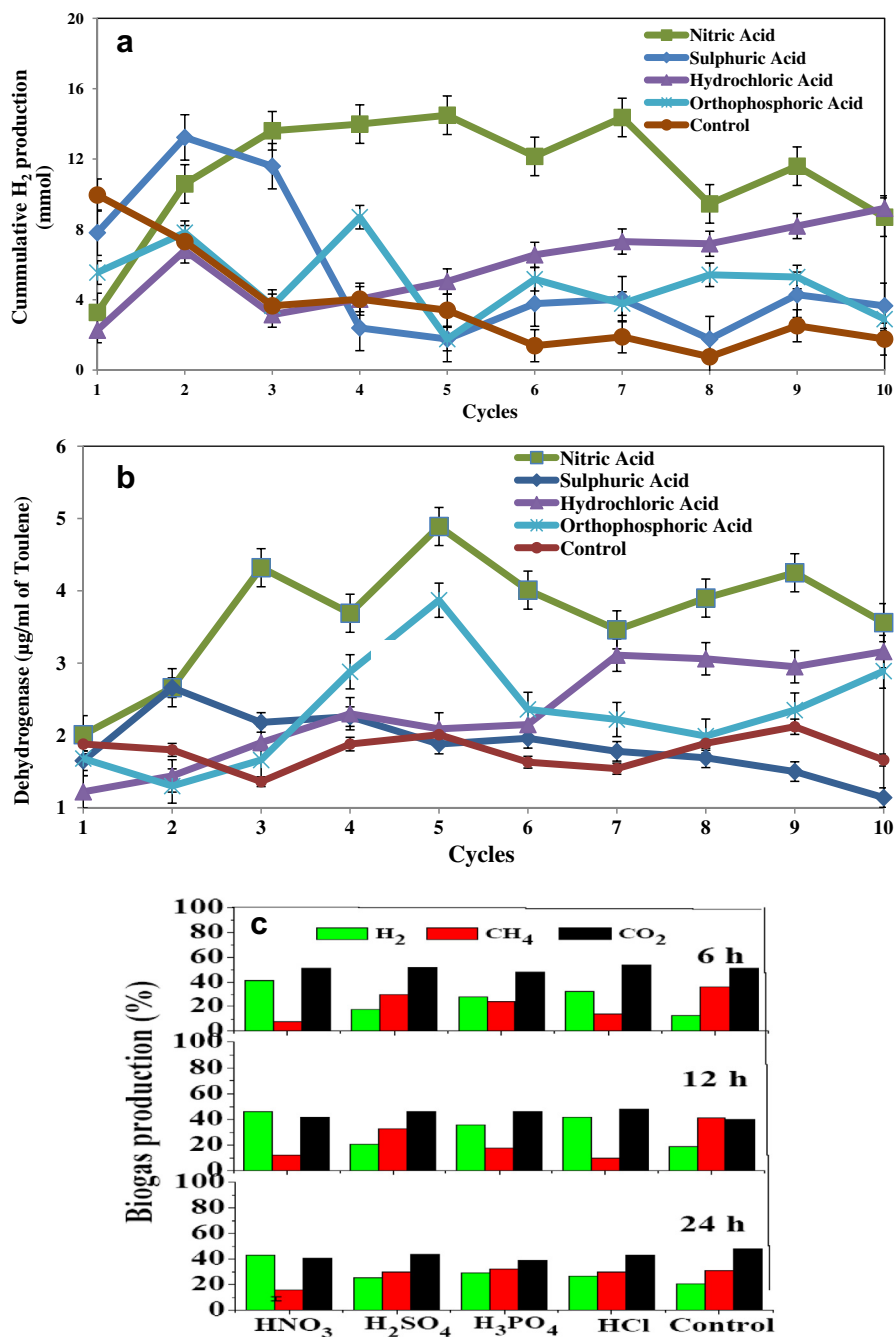 a
Nitric Acid
Sulphuric Acid
Hydrochloric Acid
Orthophosphoric Acid
Control
Cummulative H₂ production
(mmol)
20
16
12
8
4
0
1 2 3 4 5 6 7 8 9 10
Cycles
b
Nitric Acid
Sulphuric Acid
Hydrochloric Acid
Orthophosphoric Acid
Control
Dehydrogenase (µg/ml of Toulene)
6
5
4
3
2
1
1 2 3 4 5 6 7 8 9 10
Cycles
c
H₂ CH₄ CO₂
Biogas production (%)
100
80
60
40
20
0
6 h
100
80
60
40
20
0
12 h
100
80
60
40
20
0
24 h
HNO₃ H₂SO₄ H₃PO₄ HCl Control